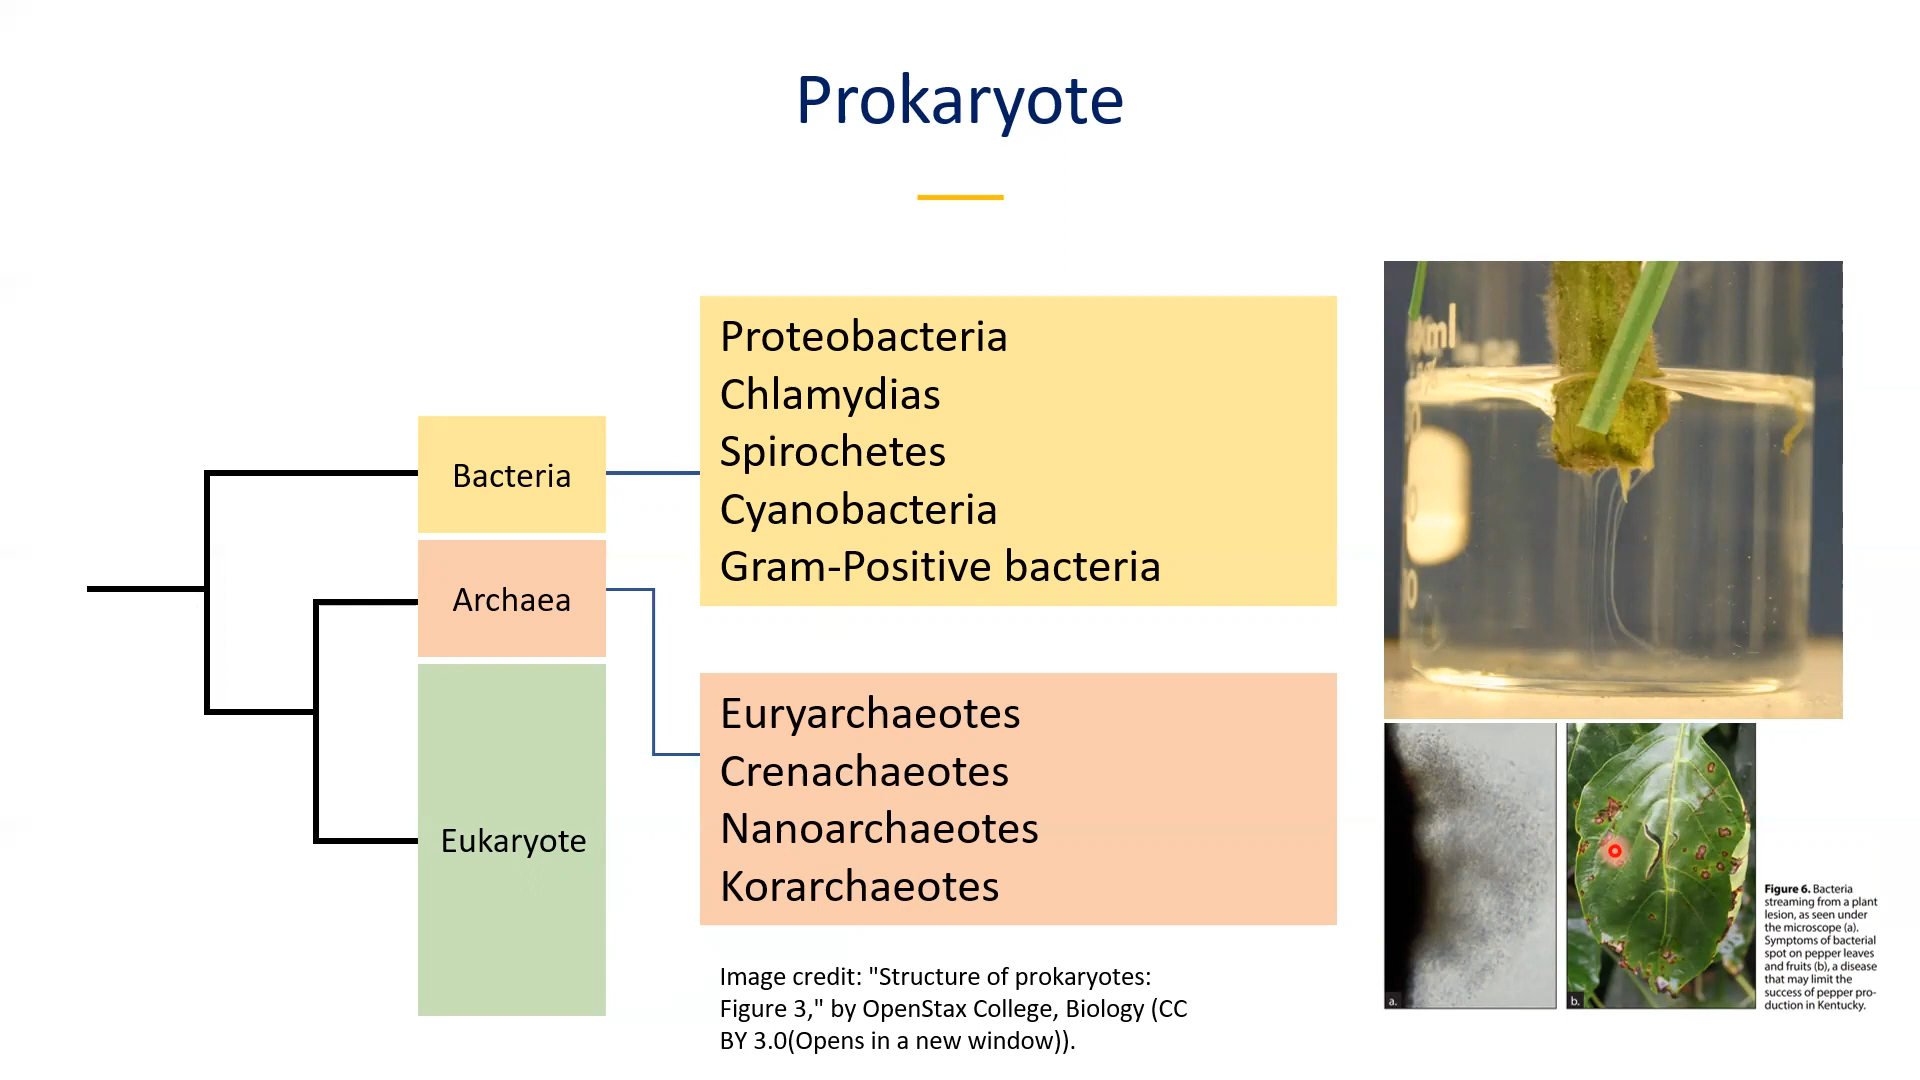 Prokaryote
Bacteria
Archaea
Eukaryote
Proteobacteria
Chlamydias
Spirochetes
Cyanobacteria
Gram-Positive bacteria
Euryarchaeotes
Crenachaeotes
Nanoarchaeotes
Korarchaeotes
Image credit: "Structure of prokaryotes:
Figure 3," by OpenStax College, Biology (CC
BY 3.0(Opens in a new window)).
a.
b.
Figure 6. Bacteria
streaming from a plant
lesion, as seen under
the microscope (a).
Symptoms of bacterial
spot on pepper leaves
and fruits (b), a disease
that may limit the
success of pepper pro-
duction in Kentucky.